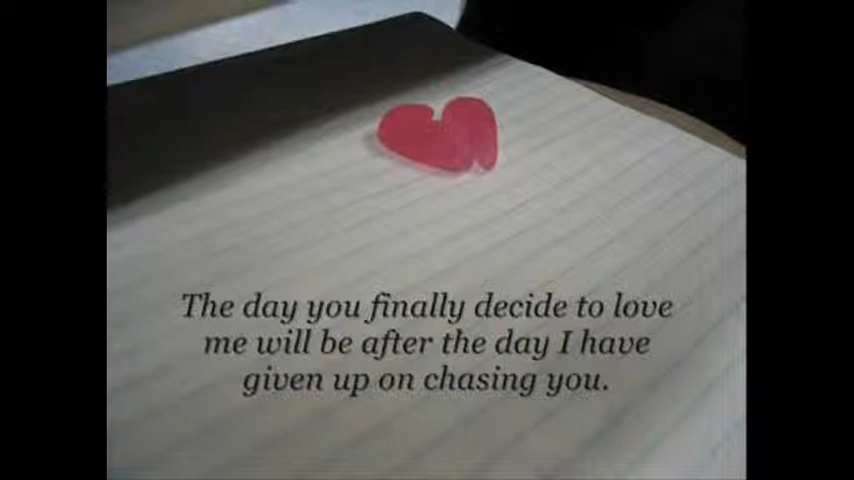 The day you finally decide to love
me will be after the day I have
given up on chasing you.